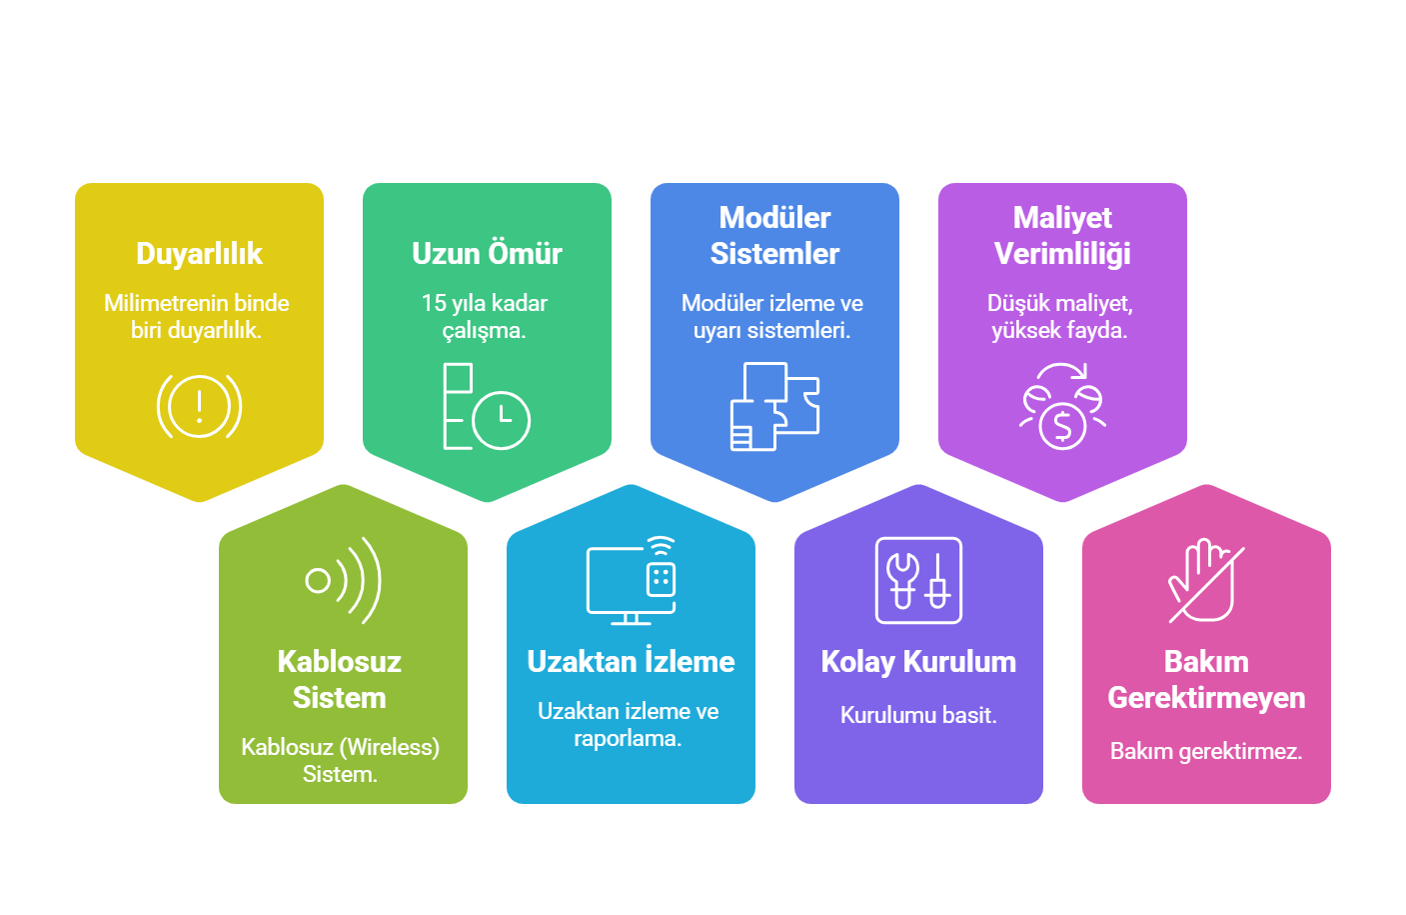 Duyarlılık
Milimetrenin binde
biri duyarlılık.
Uzun Ömür
15 yıla kadar
çalışma.
Modüler
Sistemler
Modüler izleme ve
uyarı sistemleri.
Maliyet
Verimliliği
Düşük maliyet,
yüksek fayda.
Kablosuz
Sistem
Kablosuz (Wireless)
Sistem.
Uzaktan İzleme
Uzaktan izleme ve
raporlama.
Kolay Kurulum
Kurulumu basit.
Bakım
Gerektirmeyen
Bakım gerektirmez.